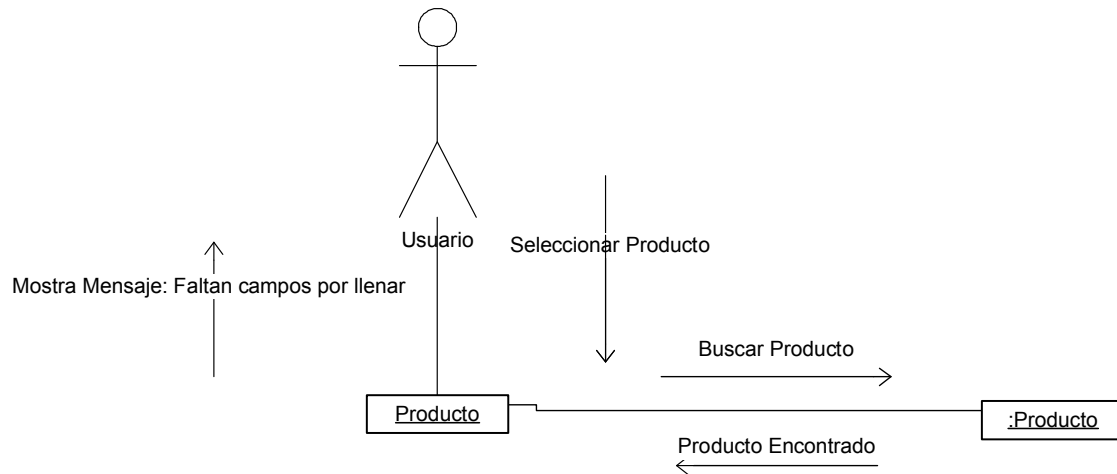 Usuario
Seleccionar Producto
Mostra Mensaje: Faltan campos por llenar
Buscar Producto
Producto
:Producto
Producto Encontrado